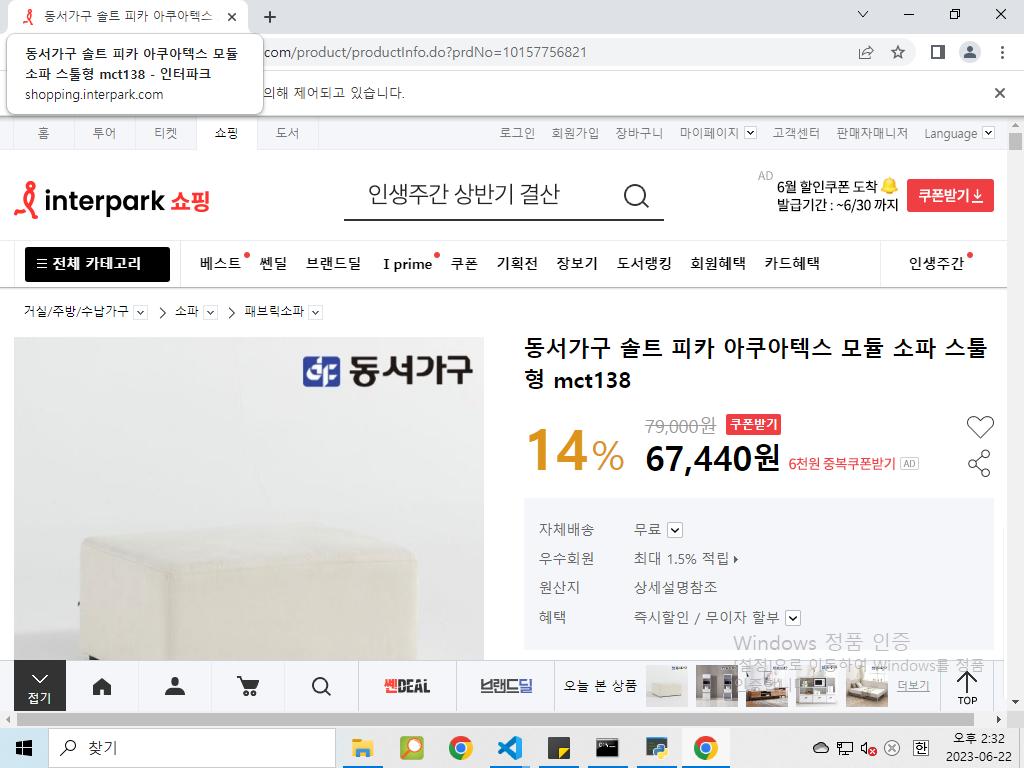 동서가구 솔트 피카 아쿠아텍스
동서가구 솔트 피카 아쿠아텍스 모듈
소파 스툴형 mct138 - 인터파크
shopping.interpark.com
com/product/productInfo.do?prdNo=10157756821
의해 제어되고 있습니다.
홈 투어 티켓 쇼핑 도서 로그인 회원가입 장바구니 마이페이지 고객센터 판매자매니저 Language
interpark 쇼핑
인생주간 상반기 결산
AD
6월 할인쿠폰 도착
발급기간 : ~6/30 까지
쿠폰받기
전체 카테고리 베스트 쎈딜 브랜드딜 I prime 쿠폰 기획전 장보기 도서랭킹 회원혜택 카드혜택 인생주간
거실/주방/수납가구 소파 패브릭소파
df 동서가구
동서가구 솔트 피카 아쿠아텍스 모듈 소파 스툴
형 mct138
14%
79,000원 쿠폰받기
67,440원 6천원 중복쿠폰받기 AD
자체배송 무료
우수회원 최대 1.5% 적립
원산지 상세설명참조
혜택 즉시할인 / 무이자 할부
Windows 정품 인증
[설정]으로 이동하여 Windows를 정품
접기
쎈DEAL
브랜드딜
오늘 본 상품
더보기
TOP
찾기
한
오후 2:32
2023-06-22